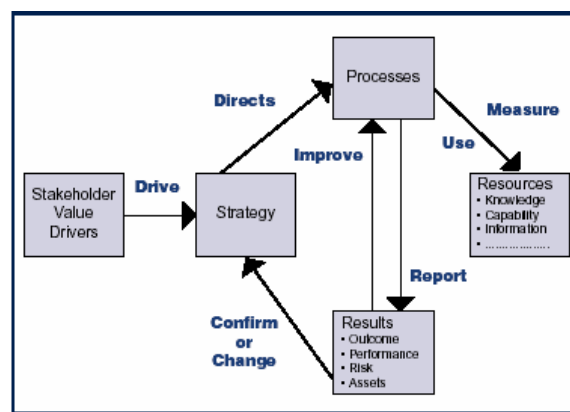 Processes
Directs
Measure
Improve
Use
Drive
Stakeholder
Value
Drivers
Strategy
Resources
• Knowledge
• Capability
• Information
• ...................
Report
Confirm
or
Change
Results
• Outcome
• Performance
• Risk
• Assets